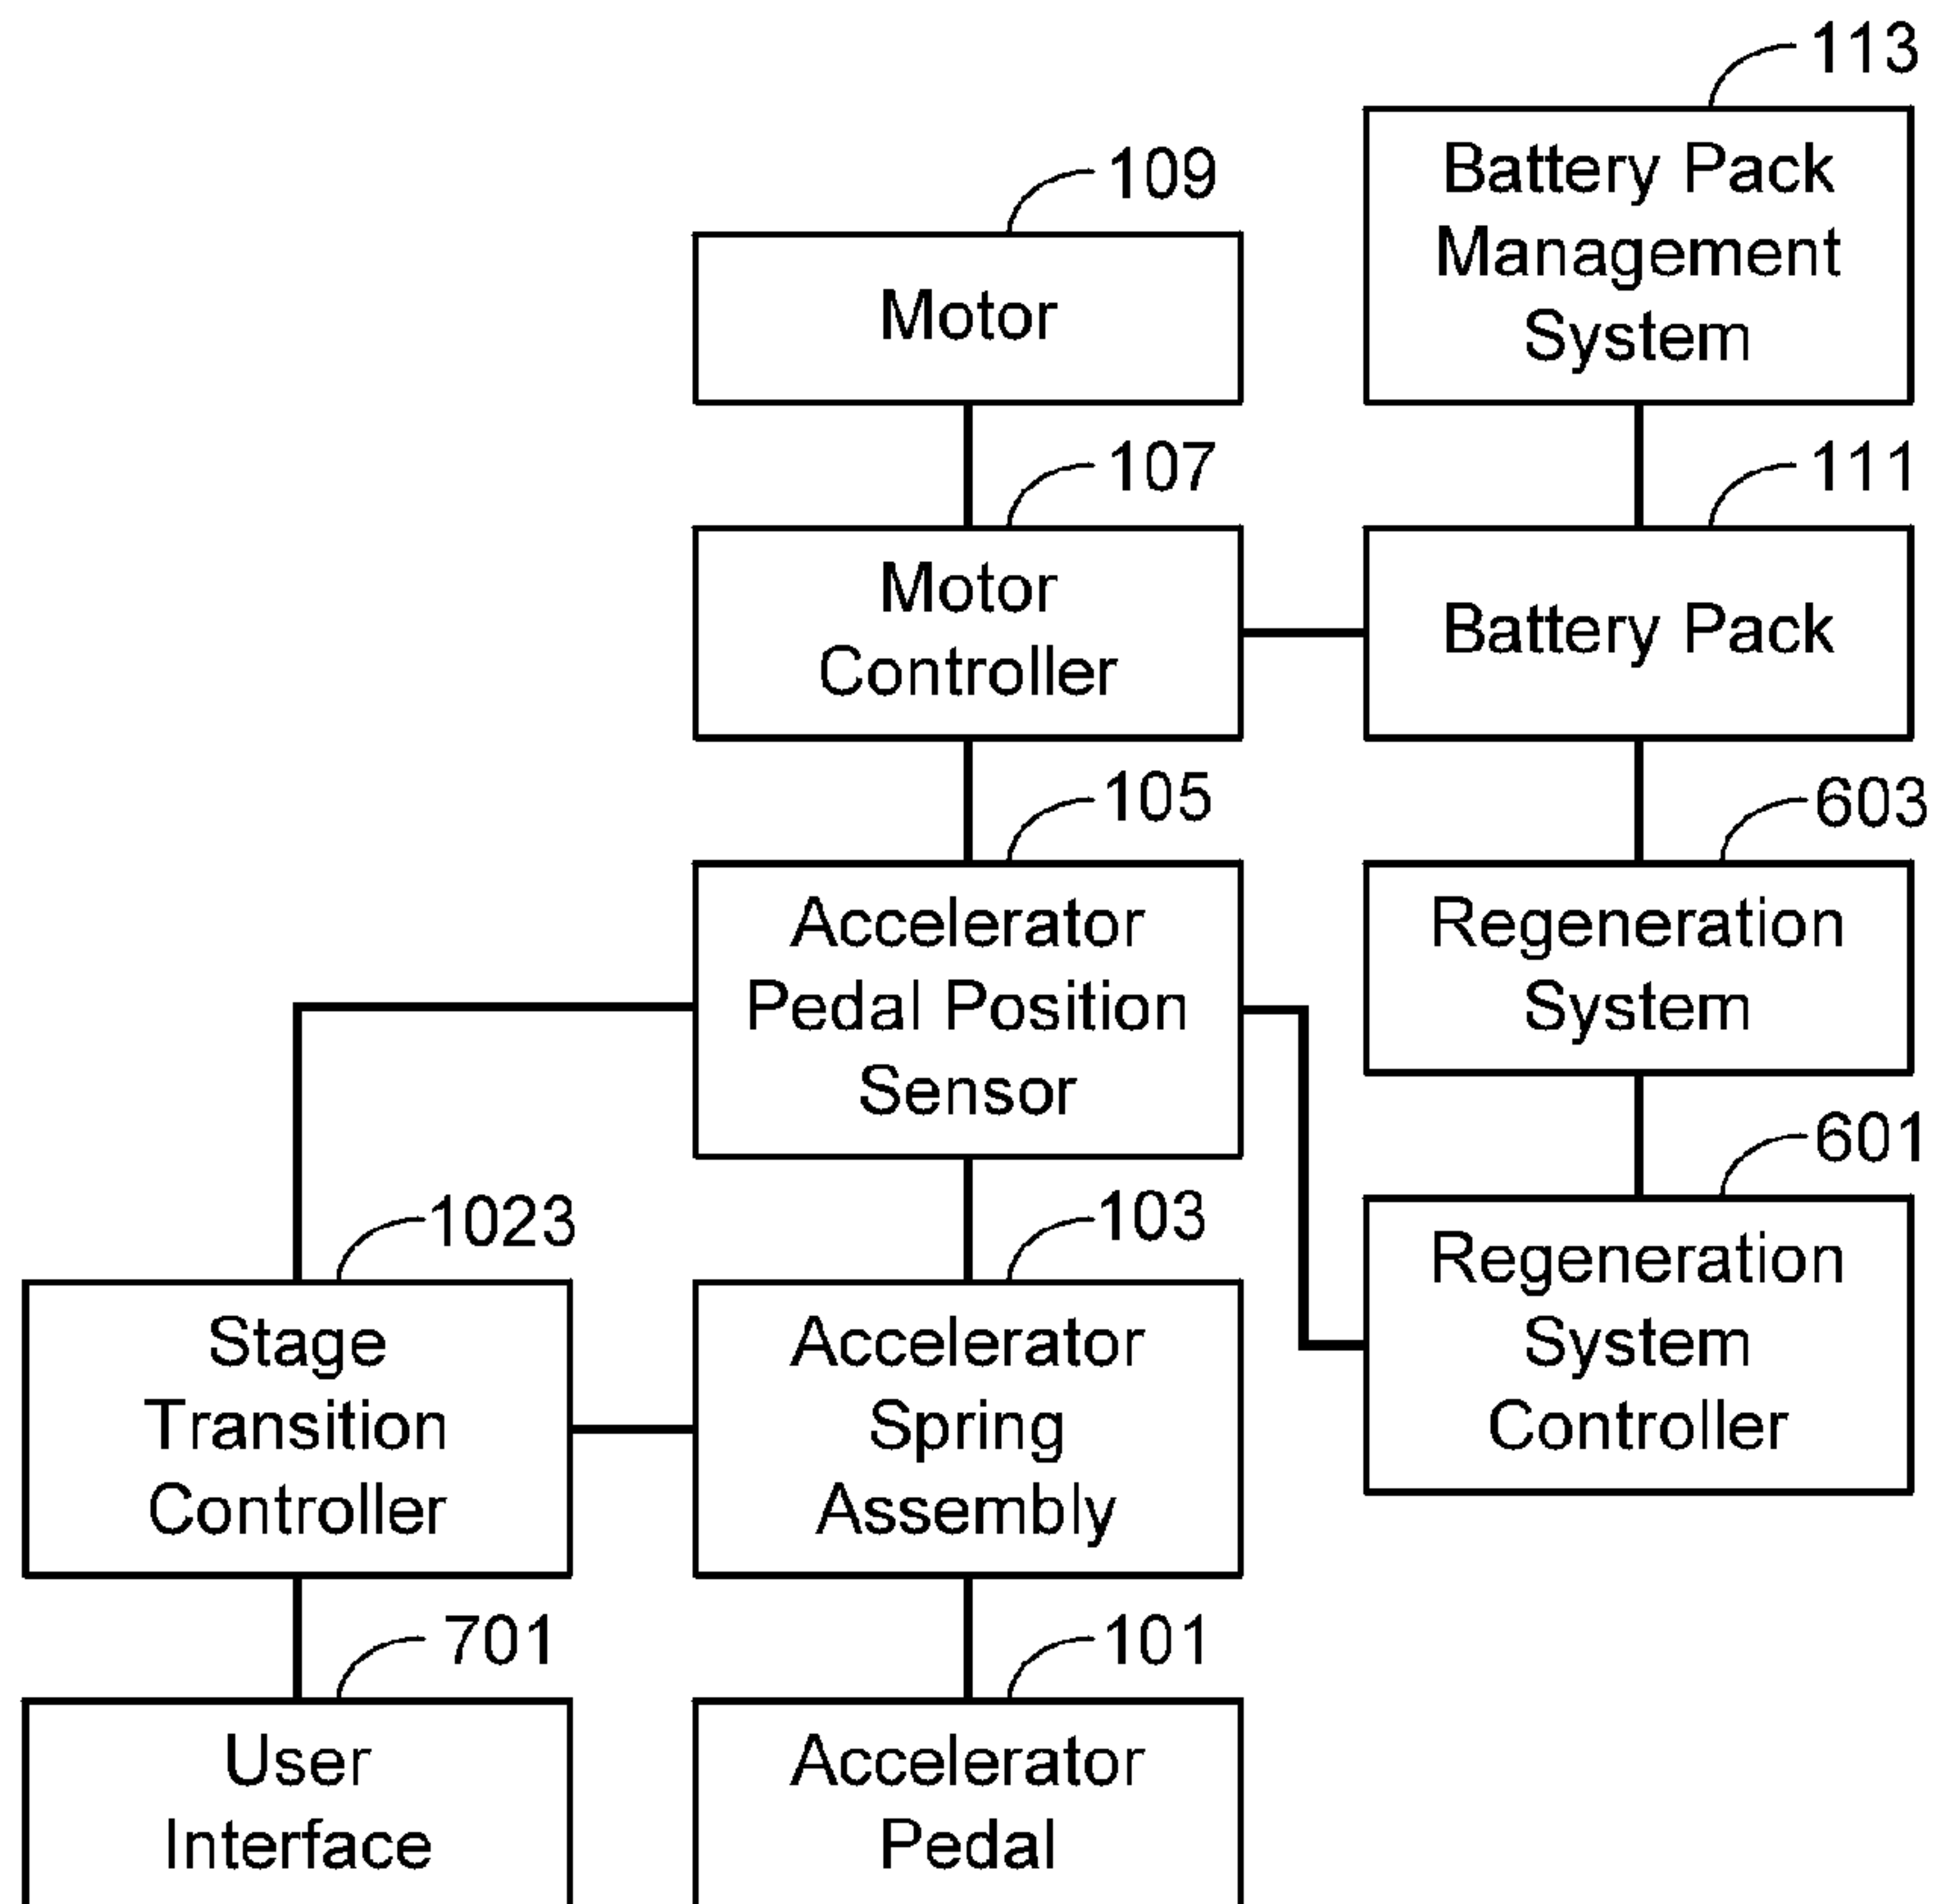 113
Battery Pack
Management
System
109
Motor
107
Motor
Controller
111
Battery Pack
105
Accelerator
Pedal Position
Sensor
603
Regeneration
System
601
Regeneration
System
Controller
1023
Stage
Transition
Controller
103
Accelerator
Spring
Assembly
701
User
Interface
101
Accelerator
Pedal